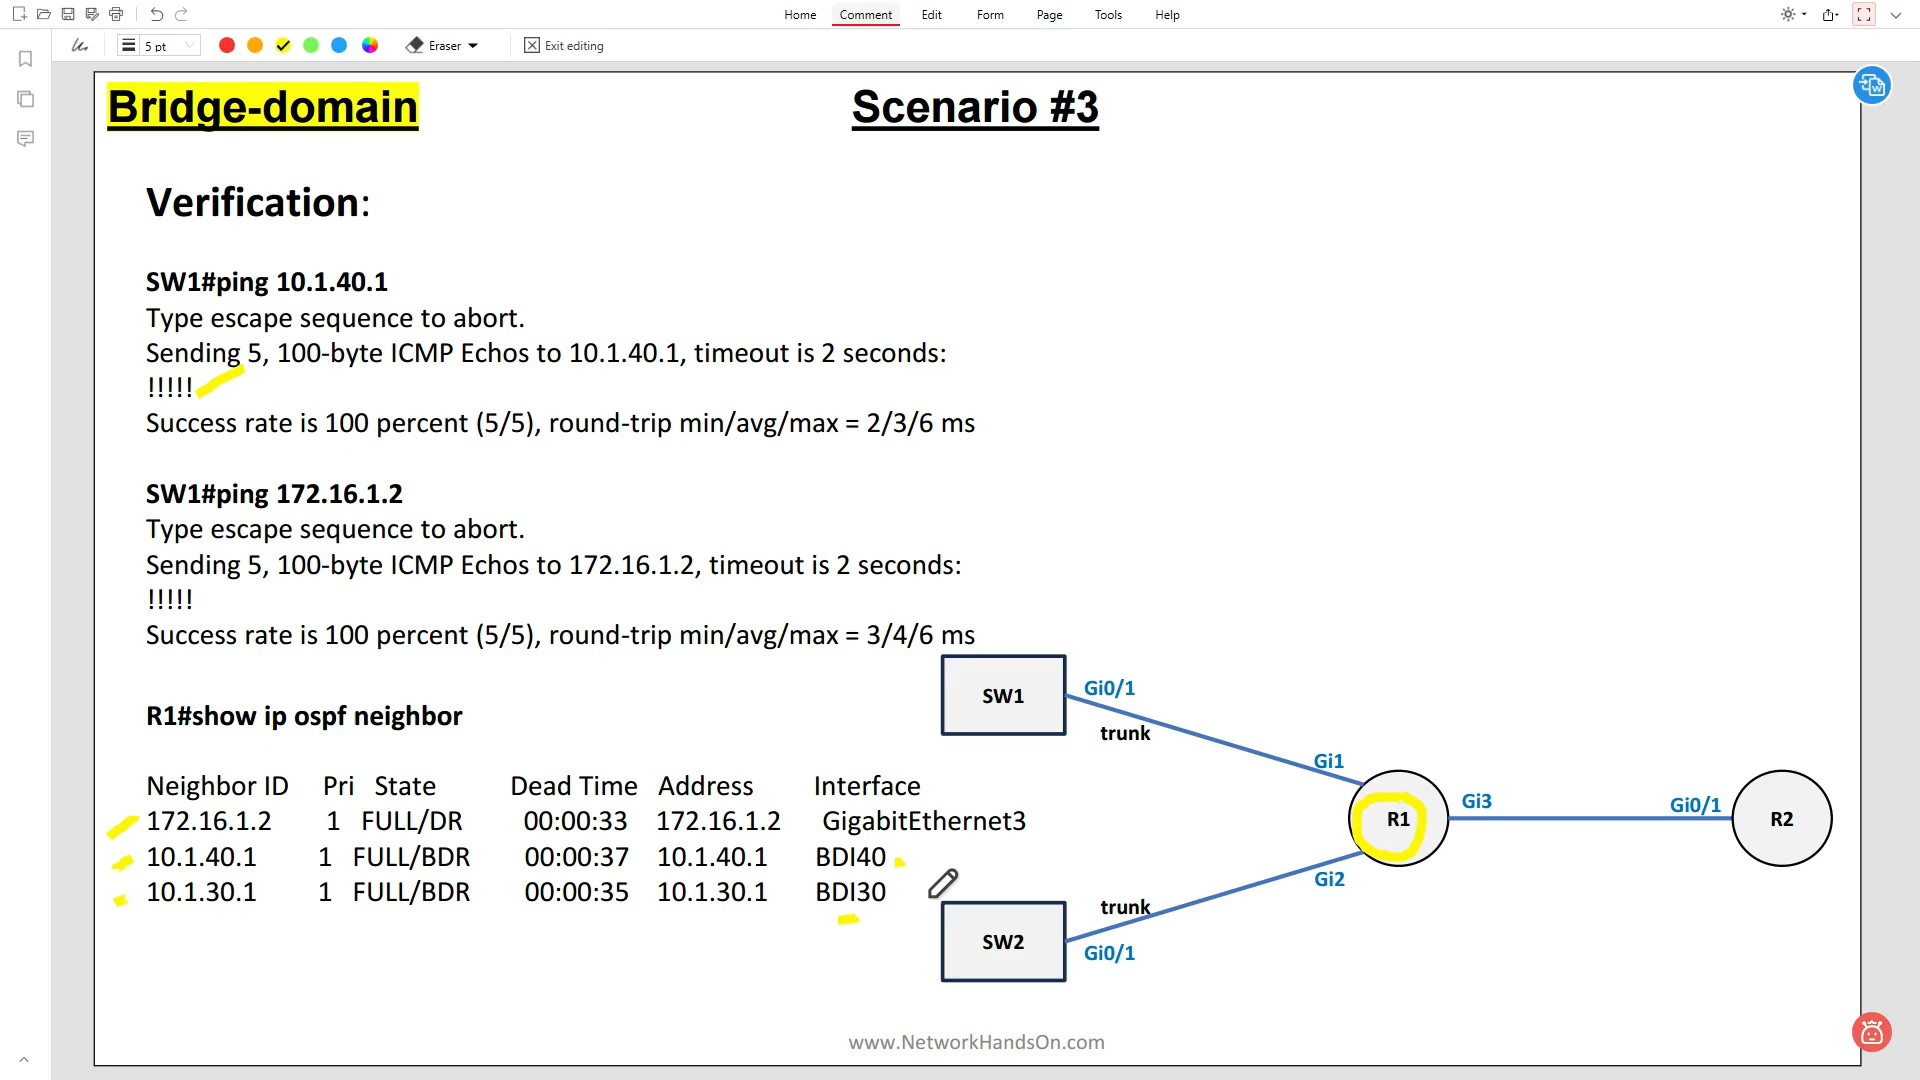 Home Comment Edit Form Page Tools Help
5 pt Eraser Exit editing
Bridge-domain
Scenario #3
Verification:
SW1#ping 10.1.40.1
Type escape sequence to abort.
Sending 5, 100-byte ICMP Echos to 10.1.40.1, timeout is 2 seconds:
!!!!!
Success rate is 100 percent (5/5), round-trip min/avg/max = 2/3/6 ms
SW1#ping 172.16.1.2
Type escape sequence to abort.
Sending 5, 100-byte ICMP Echos to 172.16.1.2, timeout is 2 seconds:
!!!!!
Success rate is 100 percent (5/5), round-trip min/avg/max = 3/4/6 ms
R1#show ip ospf neighbor
Neighbor ID Pri State Dead Time Address Interface
172.16.1.2 1 FULL/DR 00:00:33 172.16.1.2 GigabitEthernet3
10.1.40.1 1 FULL/BDR 00:00:37 10.1.40.1 BDI40
10.1.30.1 1 FULL/BDR 00:00:35 10.1.30.1 BDI30
SW1
Gi0/1
trunk
Gi1
R1
Gi3
Gi0/1
R2
Gi2
trunk
SW2
Gi0/1
www.NetworkHandsOn.com